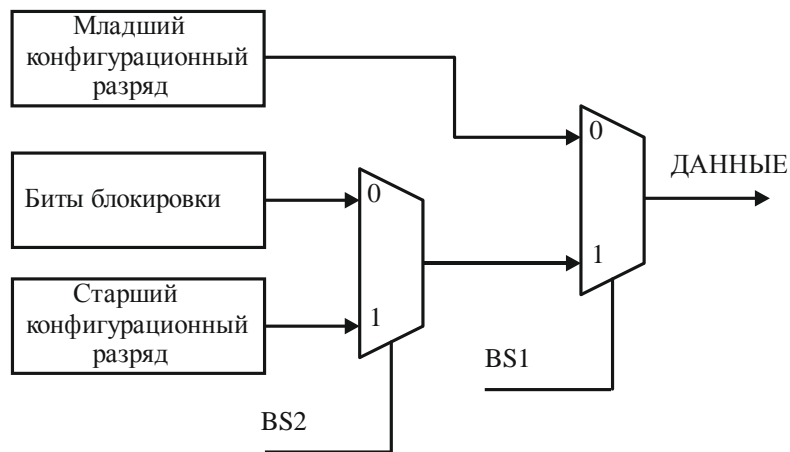 Младший
конфигурационный
разряд
0
ДАННЫЕ
Биты блокировки
0
1
Старший
конфигурационный
разряд
1
BS1
BS2